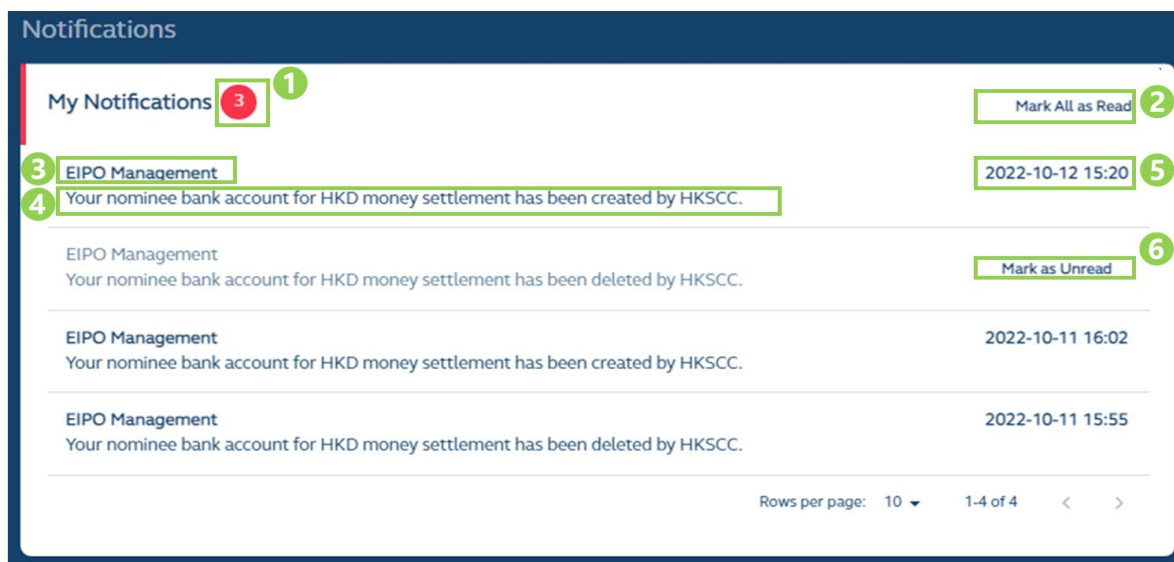 Notifications
My Notifications 3 1
Mark All as Read 2
3 EIPO Management 2022-10-12 15:20 5
4 Your nominee bank account for HKD money settlement has been created by HKSCC.
EIPO Management 6
Your nominee bank account for HKD money settlement has been deleted by HKSCC. Mark as Unread
EIPO Management 2022-10-11 16:02
Your nominee bank account for HKD money settlement has been created by HKSCC.
EIPO Management 2022-10-11 15:55
Your nominee bank account for HKD money settlement has been deleted by HKSCC.
Rows per page: 10 1-4 of 4 < >